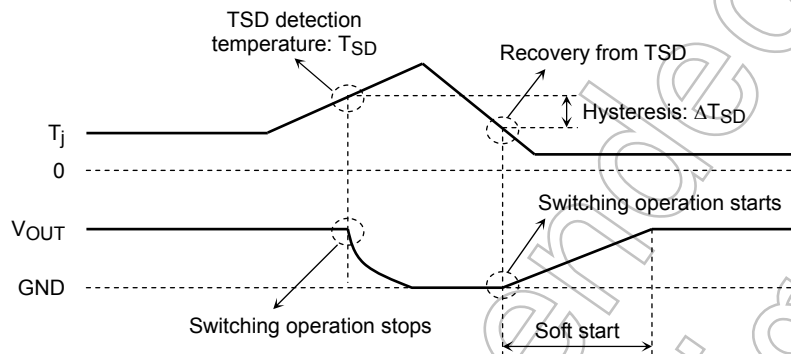 TSD detection
temperature: TSD
Recovery from TSD
Hysteresis: ΔTSD
Tj
0
Switching operation starts
VOUT
GND
Switching operation stops
Soft start